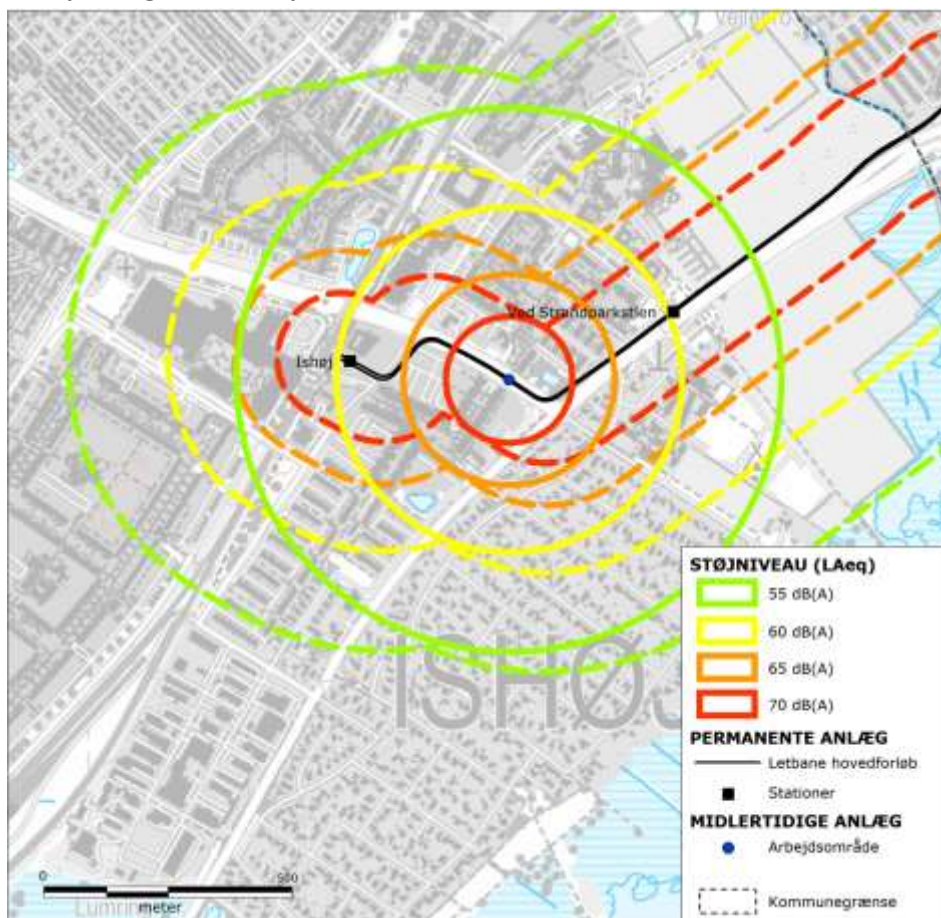 Ved Strandparkstien
Ishøj
ISHØJ
STØJNIVEAU (LAeq)
55 dB(A)
60 dB(A)
65 dB(A)
70 dB(A)
PERMANENTE ANLÆG
Letbane hovedforløb
Stationer
MIDLERTIDIGE ANLÆG
Arbejdsområde
Kommunegrænse
0 500
meter